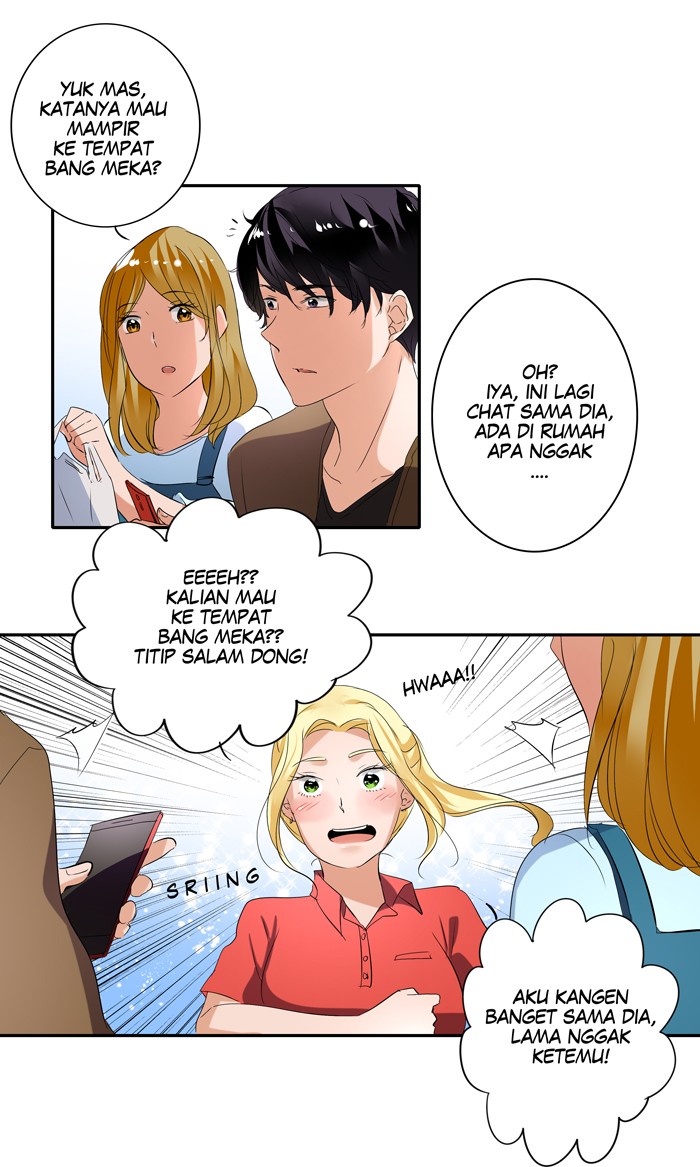 YUK MAS,
KATANYA MAU
MAMPIR
KE TEMPAT
BANG MEKA?
OH?
IYA, INI LAGI
CHAT SAMA DIA,
ADA DI RUMAH
APA NGGAK
....
EEEEH??
KALIAN MAU
KE TEMPAT
BANG MEKA??
TITIP SALAM DONG!
HWAAA!!
SRIING
AKU KANGEN
BANGET SAMA DIA,
LAMA NGGAK
KETEMU!